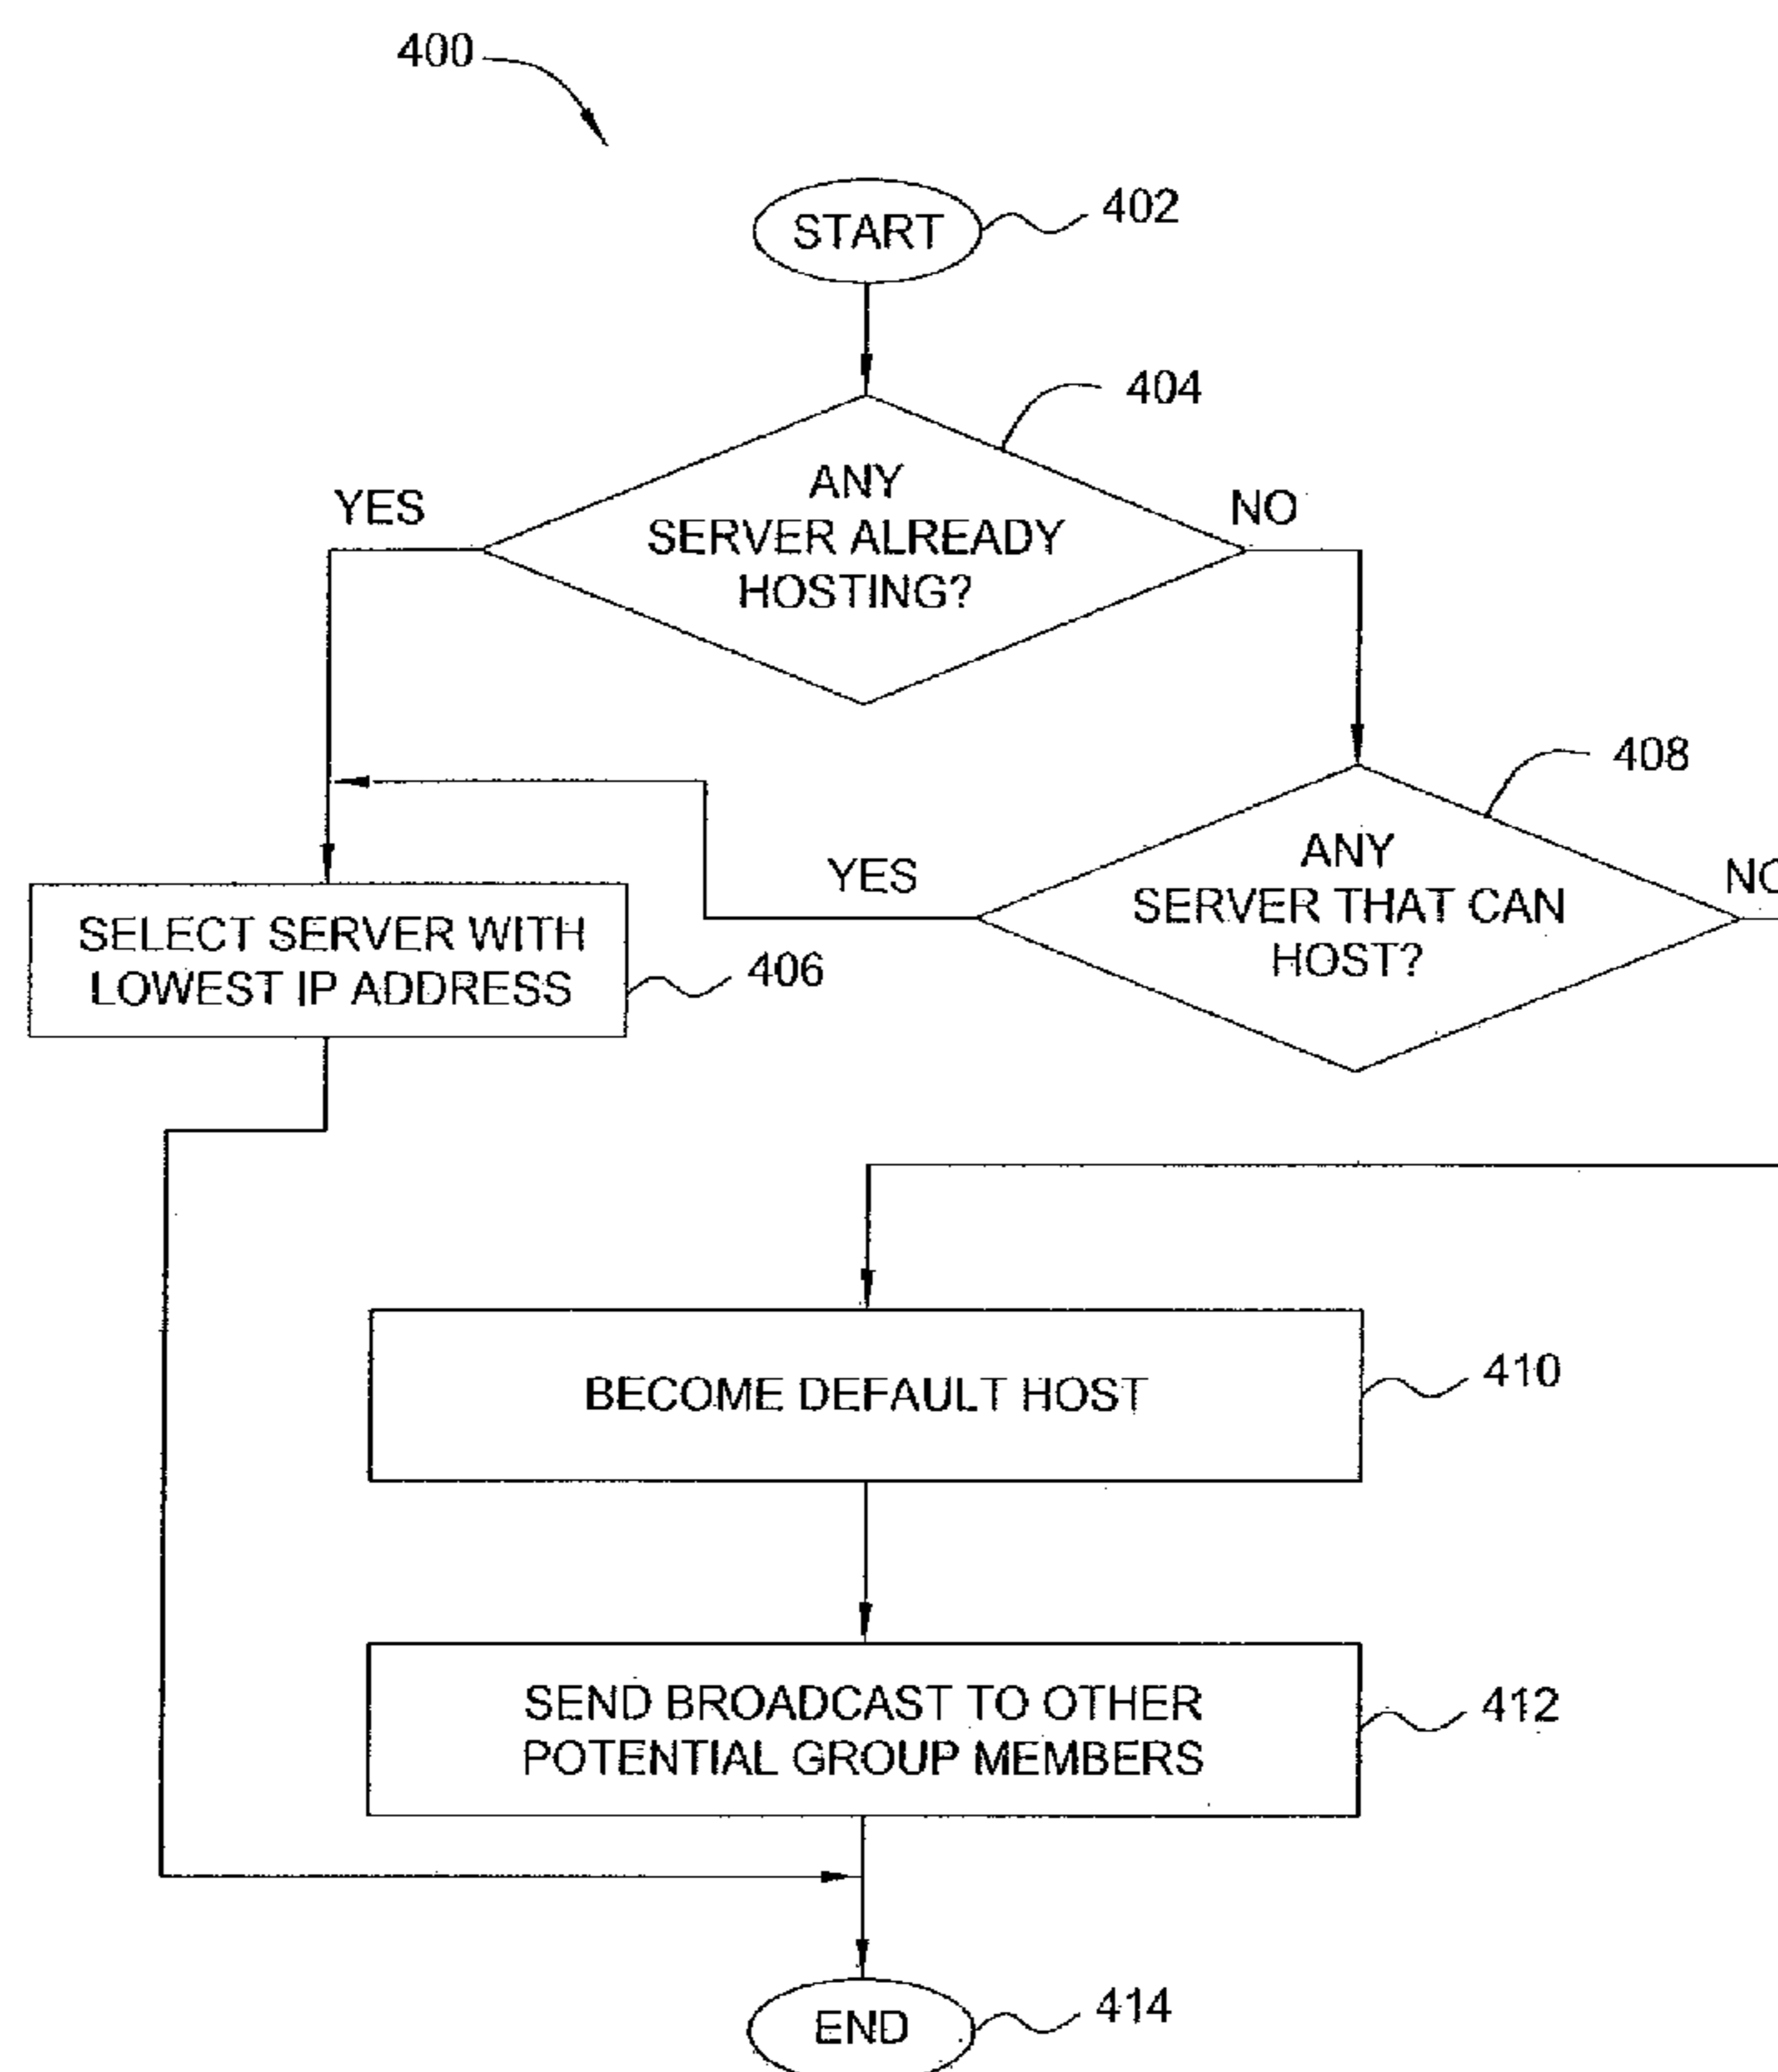 400
START
402
404
ANY
SERVER ALREADY
HOSTING?
YES
NO
408
ANY
SERVER THAT CAN
HOST?
YES
NO
SELECT SERVER WITH
LOWEST IP ADDRESS
406
BECOME DEFAULT HOST
410
SEND BROADCAST TO OTHER
POTENTIAL GROUP MEMBERS
412
END
414